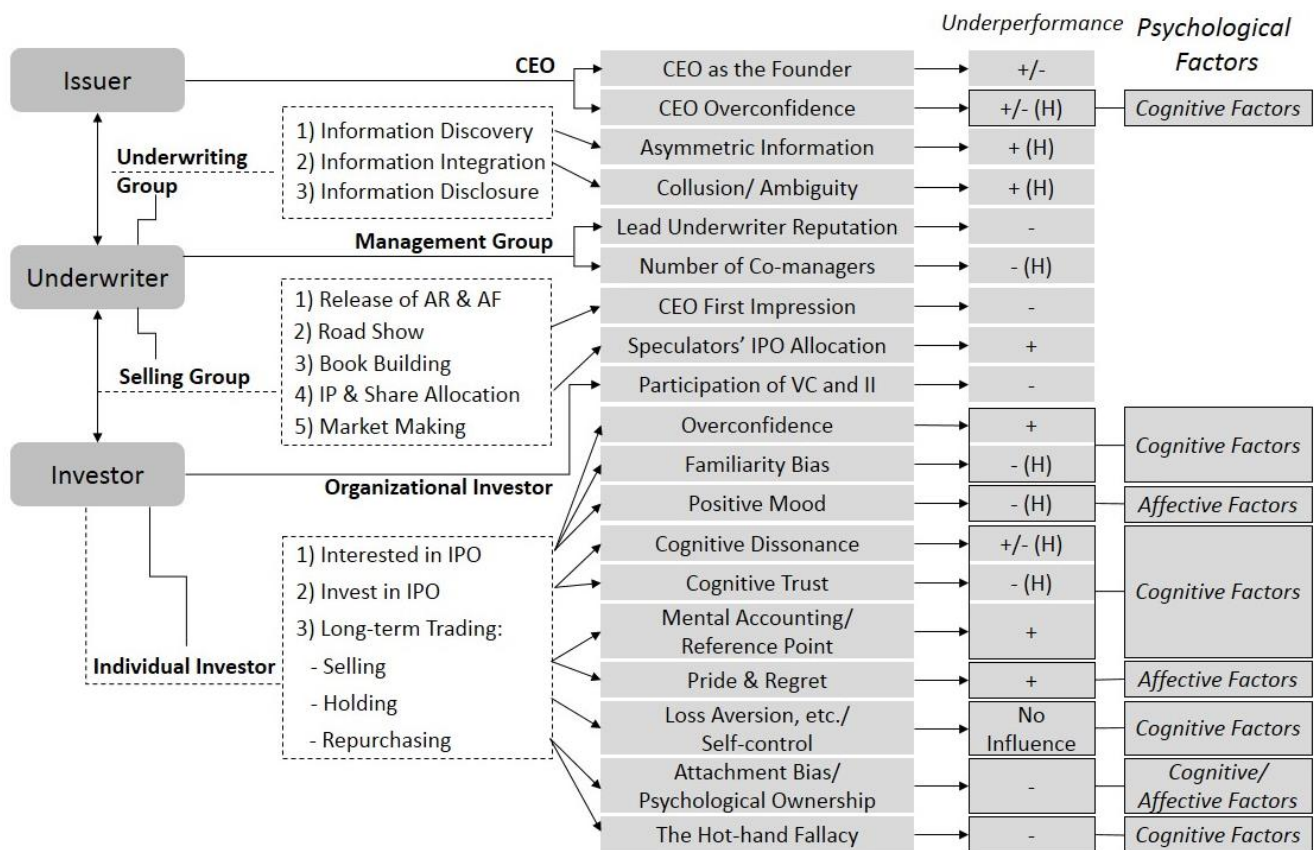 Underperformance
Psychological
Factors
Issuer
CEO
CEO as the Founder
+/-
CEO Overconfidence
+/- (H)
Cognitive Factors
Underwriting
Group
1) Information Discovery
2) Information Integration
3) Information Disclosure
Asymmetric Information
+ (H)
Collusion/ Ambiguity
+ (H)
Underwriter
Management Group
Lead Underwriter Reputation
-
Number of Co-managers
- (H)
Selling Group
1) Release of AR & AF
2) Road Show
3) Book Building
4) IP & Share Allocation
5) Market Making
CEO First Impression
-
Speculators' IPO Allocation
+
Investor
Organizational Investor
Participation of VC and II
-
Individual Investor
1) Interested in IPO
2) Invest in IPO
3) Long-term Trading:
- Selling
- Holding
- Repurchasing
Overconfidence
+
Familiarity Bias
- (H)
Cognitive Factors
Positive Mood
- (H)
Affective Factors
Cognitive Dissonance
+/- (H)
Cognitive Trust
- (H)
Mental Accounting/
Reference Point
+
Cognitive Factors
Pride & Regret
+
Affective Factors
Loss Aversion, etc./
Self-control
No
Influence
Cognitive Factors
Attachment Bias/
Psychological Ownership
-
Cognitive/
Affective Factors
The Hot-hand Fallacy
-
Cognitive Factors